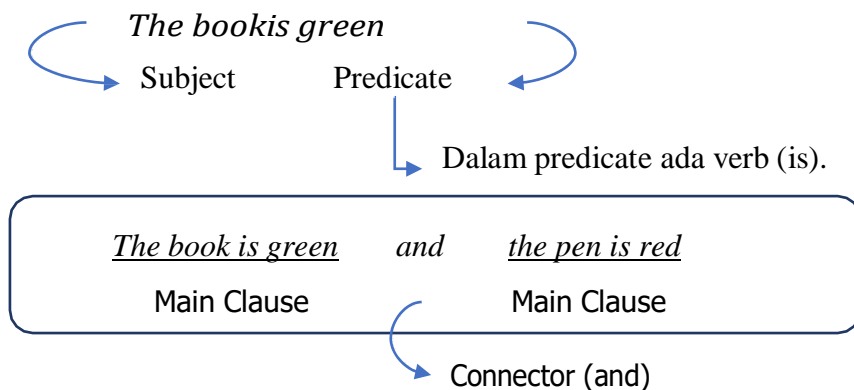 The bookis green
Subject Predicate
Dalam predicate ada verb (is).
The book is green and the pen is red
Main Clause Main Clause
Connector (and)